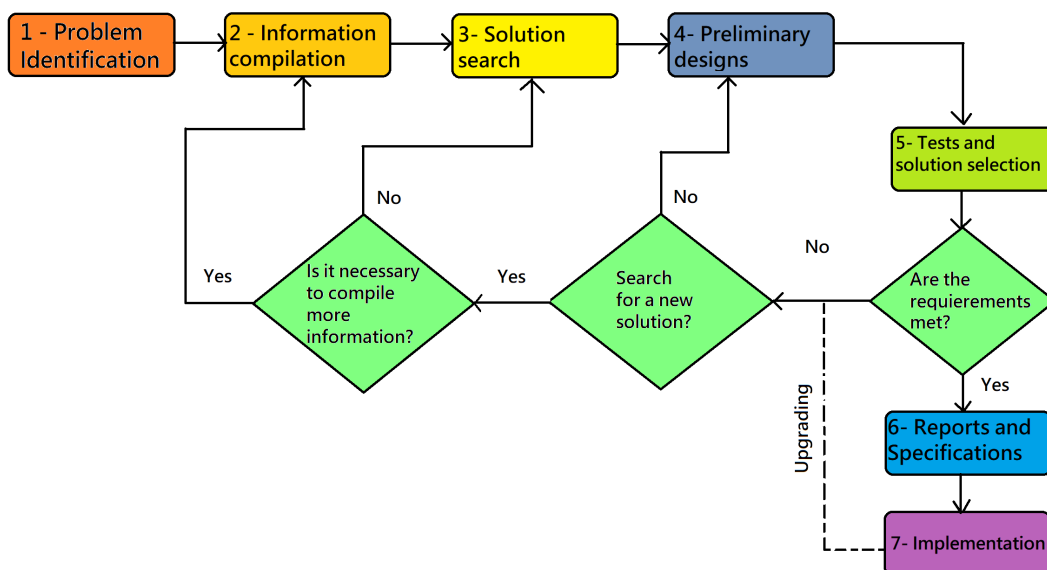 1 - Problem
Identification
2 - Information
compilation
3- Solution
search
4- Preliminary
designs
5- Tests and
solution selection
No
No
Yes
Is it necessary
to compile
more
information?
Yes
Search
for a new
solution?
No
Are the
requierements
met?
Yes
Upgrading
6- Reports and
Specifications
7- Implementation